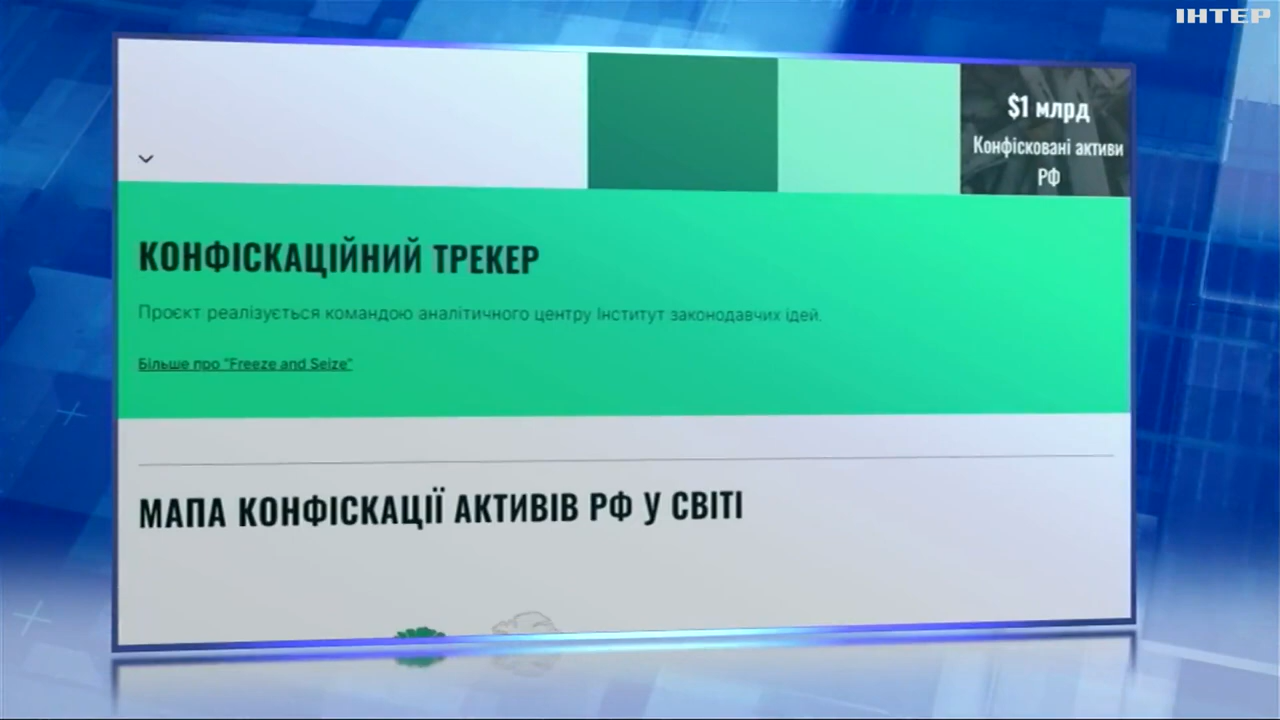 ІНТЕР
$1 млрд
Конфісковані активи
РФ
КОНФІСКАЦІЙНИЙ ТРЕКЕР
Проєкт реалізується командою аналітичного центру Інститут законодавчих ідей.
Більше про "Freeze and Seize"
МАПА КОНФІСКАЦІЇ АКТИВІВ РФ У СВІТІ